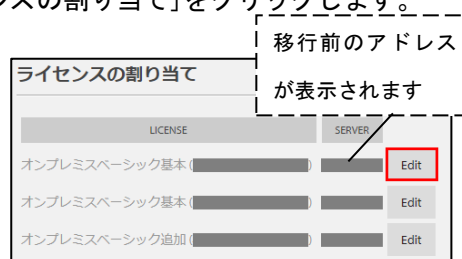 スの割り当て」をクリックします。
移行前のアドレス
が表示されます
ライセンスの割り当て
LICENSE SERVER
オンプレミスベーシック基本( ) Edit
オンプレミスベーシック基本( ) Edit
オンプレミスベーシック追加( ) Edit